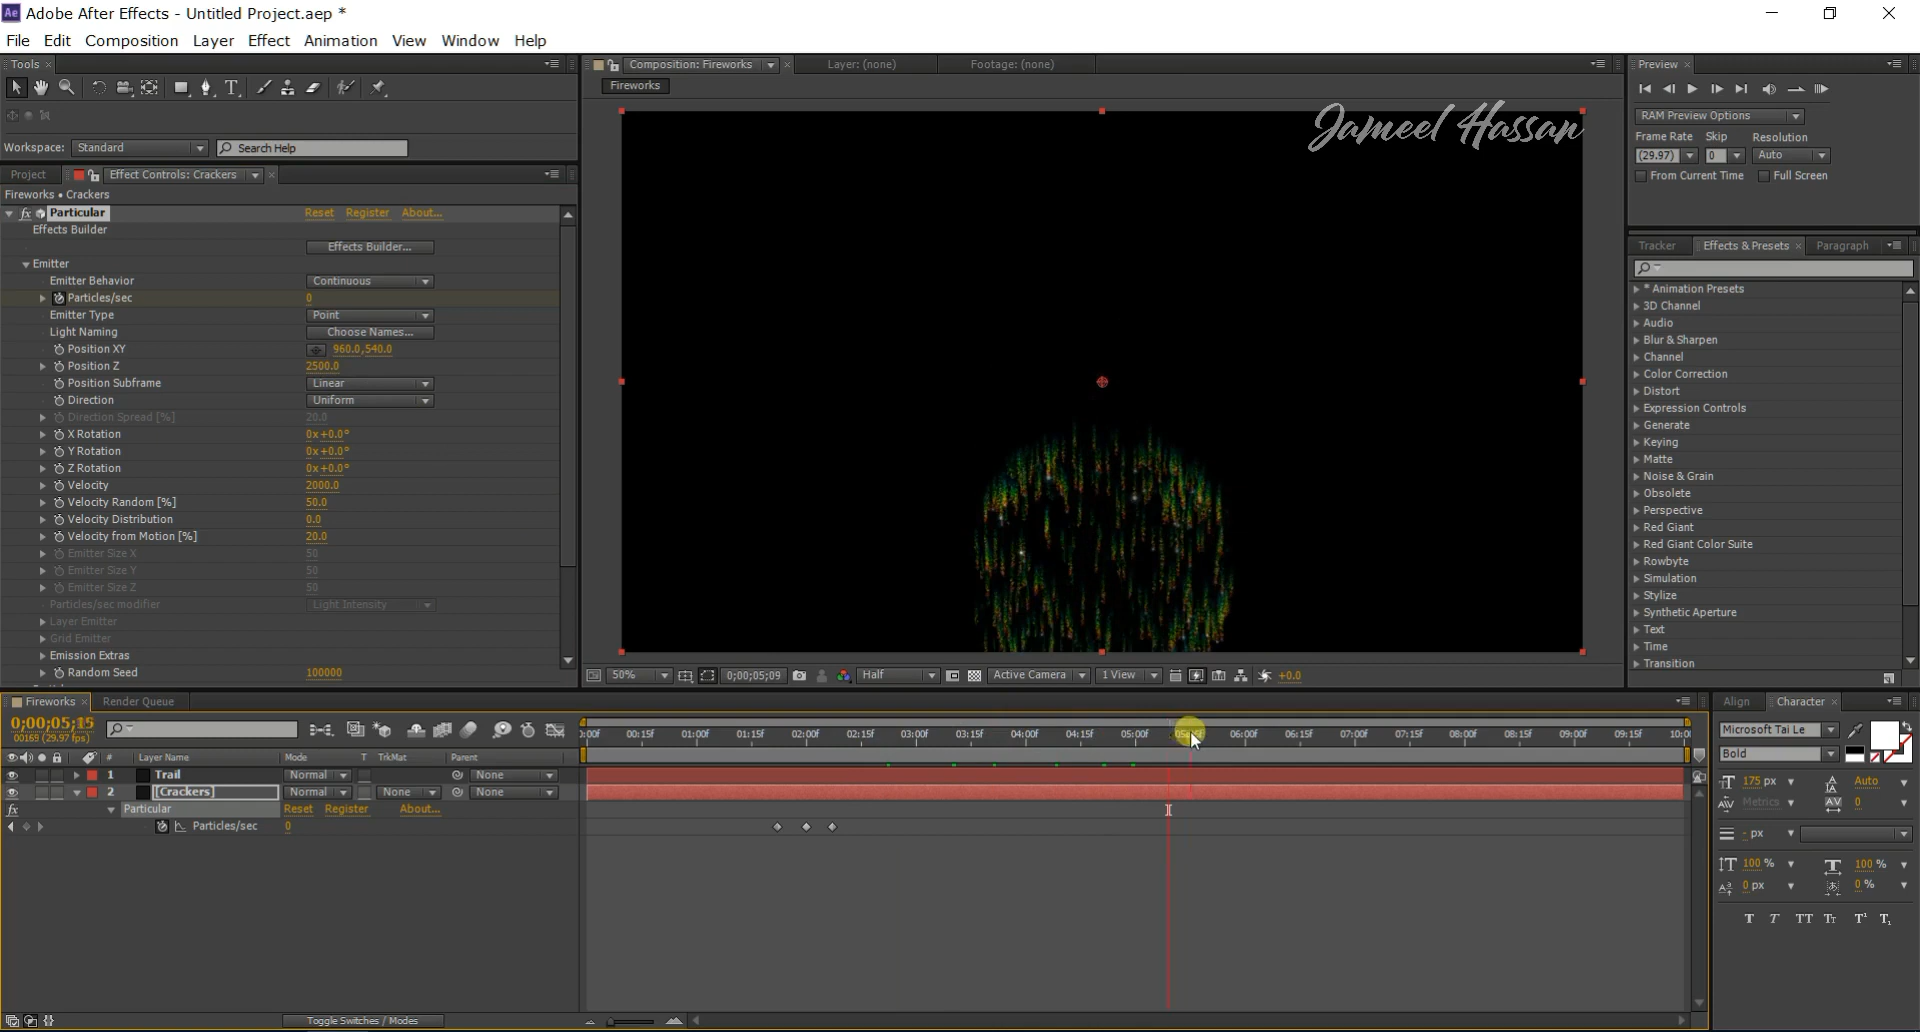 Adobe After Effects - Untitled Project.aep *
File Edit Composition Layer Effect Animation View Window Help
Tools
Workspace: Standard Search Help
Project Effect Controls: Crackers
Fireworks • Crackers
Particular Reset Register About...
Effects Builder
Effects Builder...
Emitter
Emitter Behavior Continuous
Particles/sec 0
Emitter Type Point
Light Naming Choose Names...
Position XY 960.0,540.0
Position Z 2500.0
Position Subframe Linear
Direction Uniform
Direction Spread [%] 20.0
X Rotation 0x+0.0°
Y Rotation 0x+0.0°
Z Rotation 0x+0.0°
Velocity 2000.0
Velocity Random [%] 50.0
Velocity Distribution 0.0
Velocity from Motion [%] 20.0
Emitter Size X 50
Emitter Size Y 50
Emitter Size Z 50
Particles/sec modifier Light Intensity
Layer Emitter
Grid Emitter
Emission Extras
Random Seed 100000
Composition: Fireworks Layer: (none) Footage: (none)
Fireworks
Jameel Hassan
50% 0;00;05;09 Half Active Camera 1 View +0.0
Preview
RAM Preview Options
Frame Rate Skip Resolution
(29.97) 0 Auto
From Current Time Full Screen
Tracker Effects & Presets Paragraph
* Animation Presets
3D Channel
Audio
Blur & Sharpen
Channel
Color Correction
Distort
Expression Controls
Generate
Keying
Matte
Noise & Grain
Obsolete
Perspective
Red Giant
Red Giant Color Suite
Rowbyte
Simulation
Stylize
Synthetic Aperture
Text
Time
Transition
Fireworks Render Queue
0;00;05;15
00169 (29.97 fps)
00:15f 01:00f 01:15f 02:00f 02:15f 03:00f 03:15f 04:00f 04:15f 05:00f 06:00f 06:15f 07:00f 07:15f 08:00f 08:15f 09:00f 09:15f
# Layer Name Mode T TrkMat Parent
1 Trail Normal None
2 [Crackers] Normal None None
Particular Reset Register About...
Particles/sec 0
Toggle Switches / Modes
Align Character
Microsoft Tai Le
Bold
175 px Auto
Metrics 0
- px
100 % 100 %
0 px 0 %
T T TT Tt T¹ T₁